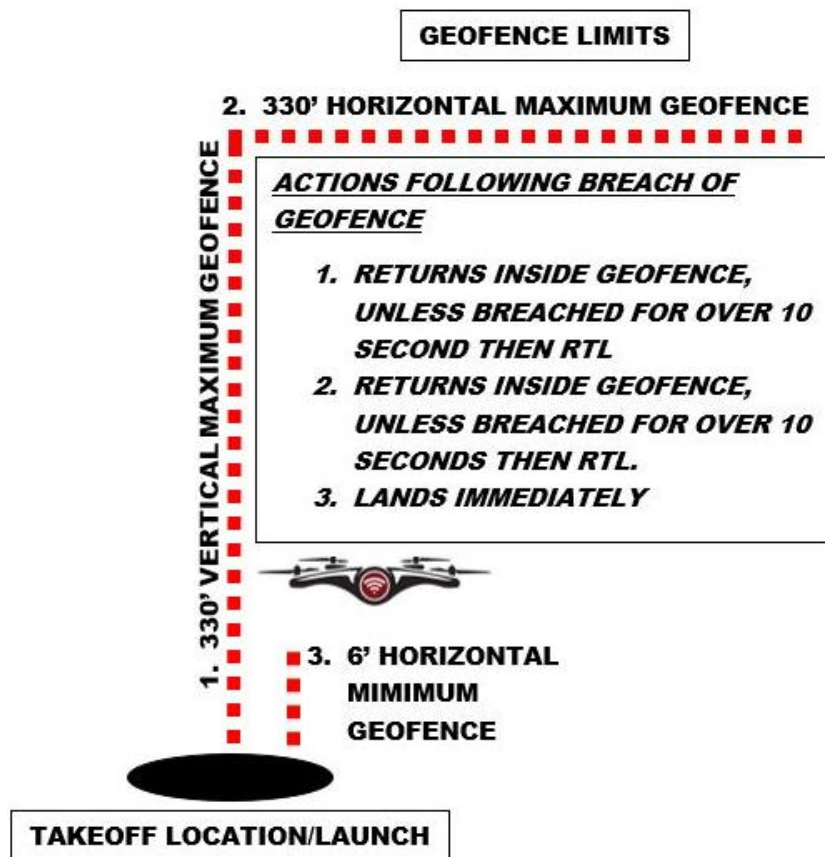 GEOFENCE LIMITS
2. 330’ HORIZONTAL MAXIMUM GEOFENCE
1. 330’ VERTICAL MAXIMUM GEOFENCE
ACTIONS FOLLOWING BREACH OF
GEOFENCE
1. RETURNS INSIDE GEOFENCE,
UNLESS BREACHED FOR OVER 10
SECOND THEN RTL
2. RETURNS INSIDE GEOFENCE,
UNLESS BREACHED FOR OVER 10
SECONDS THEN RTL.
3. LANDS IMMEDIATELY
3. 6’ HORIZONTAL
MIMIMUM
GEOFENCE
TAKEOFF LOCATION/LAUNCH